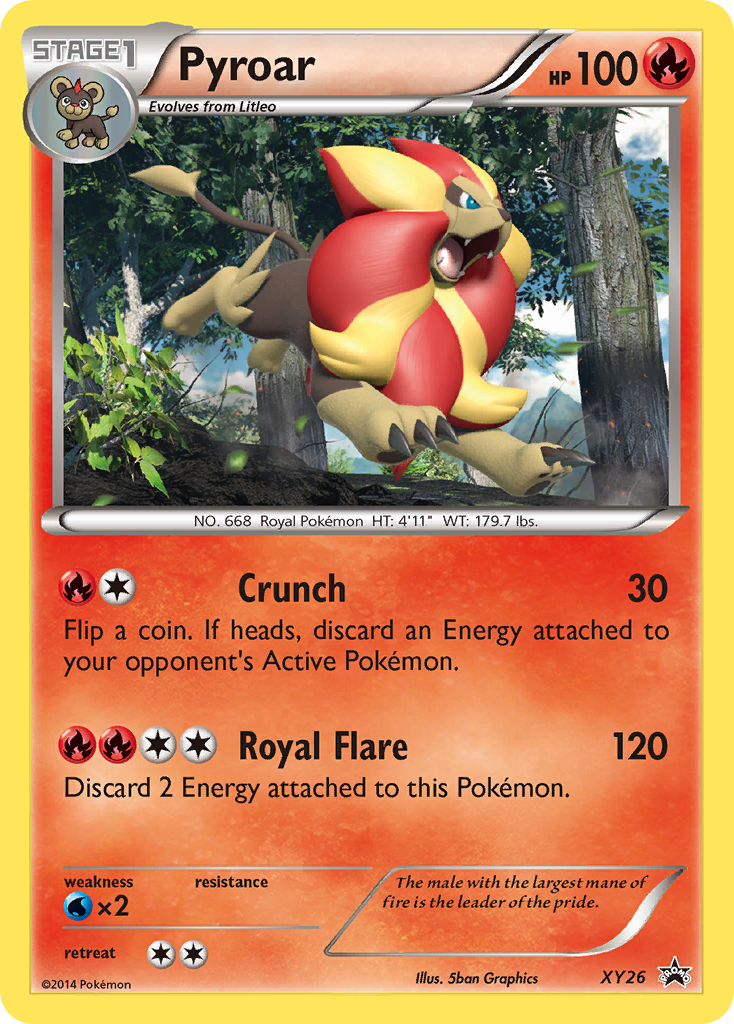 STAGE1
Pyroar
HP 100
Evolves from Litleo
NO. 668 Royal Pokémon HT: 4'11" WT: 179.7 lbs.
Crunch 30
Flip a coin. If heads, discard an Energy attached to
your opponent's Active Pokémon.
Royal Flare 120
Discard 2 Energy attached to this Pokémon.
weakness resistance
×2
retreat
The male with the largest mane of
fire is the leader of the pride.
©2014 Pokémon
Illus. 5ban Graphics
XY26
PROMO